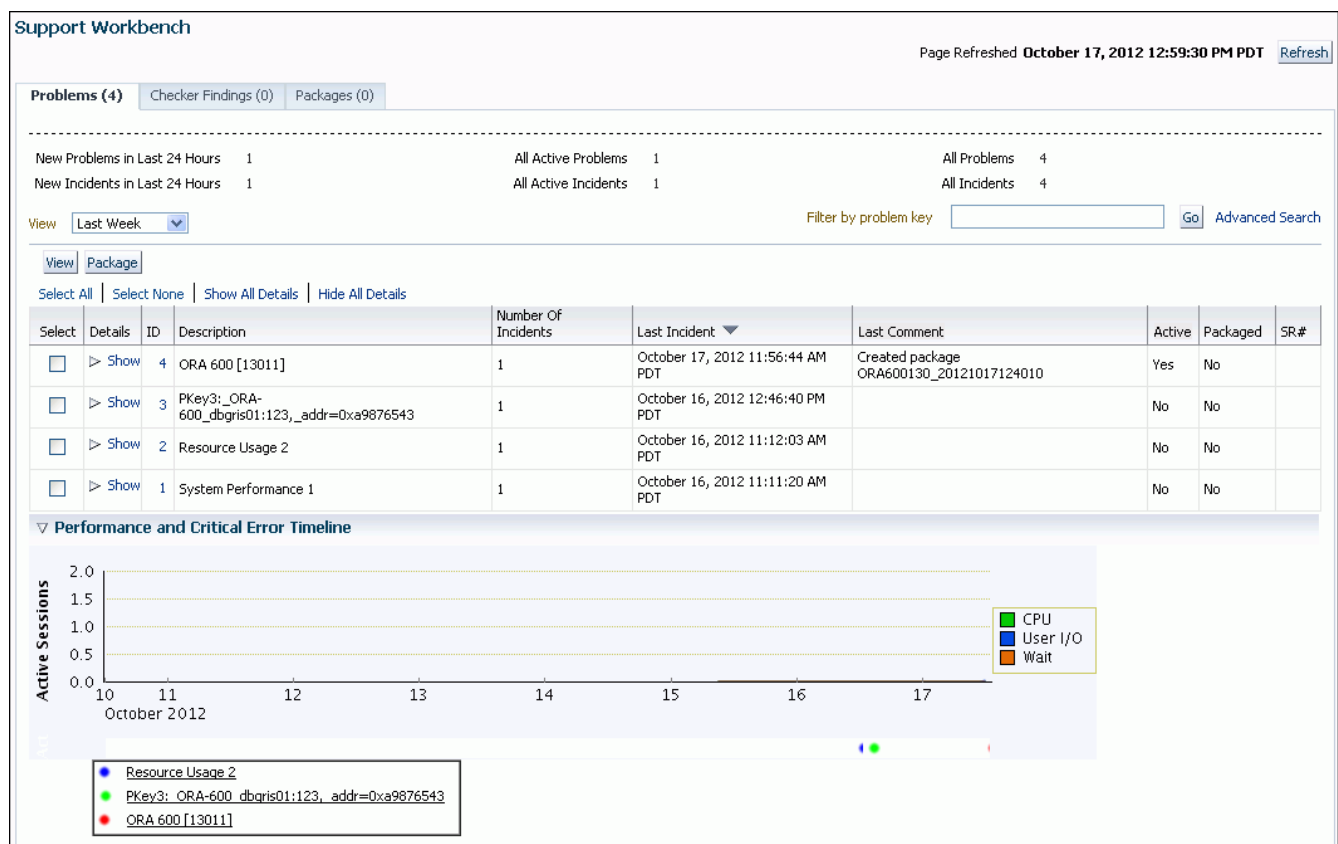 Support Workbench
Page Refreshed October 17, 2012 12:59:30 PM PDT Refresh
Problems (4) Checker Findings (0) Packages (0)
New Problems in Last 24 Hours 1 All Active Problems 1 All Problems 4
New Incidents in Last 24 Hours 1 All Active Incidents 1 All Incidents 4
View Last Week Filter by problem key Go Advanced Search
View Package
Select All | Select None | Show All Details | Hide All Details
Select Details ID Description Number Of Incidents Last Incident Last Comment Active Packaged SR#
Show 4 ORA 600 [13011] 1 October 17, 2012 11:56:44 AM PDT Created package ORA600130_20121017124010 Yes No
Show 3 PKey3:_ORA-600_dbgris01:123,_addr=0xa9876543 1 October 16, 2012 12:46:40 PM PDT No No
Show 2 Resource Usage 2 1 October 16, 2012 11:12:03 AM PDT No No
Show 1 System Performance 1 1 October 16, 2012 11:11:20 AM PDT No No
Performance and Critical Error Timeline
Active Sessions
2.0
1.5
1.0
0.5
0.0
10 11 12 13 14 15 16 17
October 2012
CPU
User I/O
Wait
Resource Usage 2
PKey3:_ORA-600_dbgris01:123,_addr=0xa9876543
ORA 600 [13011]